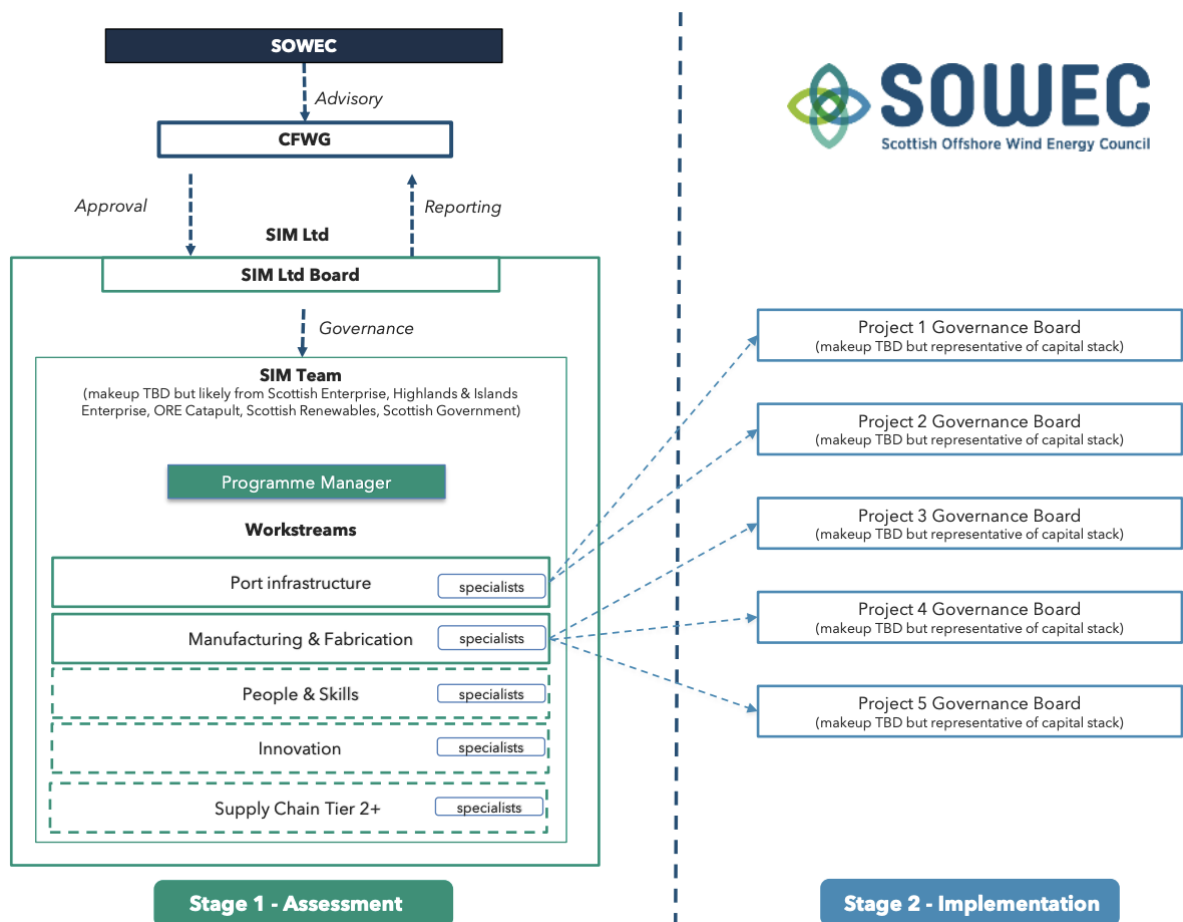 SOWEC
Advisory
CFWG
Approval
Reporting
SIM Ltd
SIM Ltd Board
Governance
SIM Team
(makeup TBD but likely from Scottish Enterprise, Highlands & Islands
Enterprise, ORE Catapult, Scottish Renewables, Scottish Government)
Programme Manager
Workstreams
Port infrastructure
specialists
Manufacturing & Fabrication
specialists
People & Skills
specialists
Innovation
specialists
Supply Chain Tier 2+
specialists
Stage 1 - Assessment
SOWEC
Scottish Offshore Wind Energy Council
Project 1 Governance Board
(makeup TBD but representative of capital stack)
Project 2 Governance Board
(makeup TBD but representative of capital stack)
Project 3 Governance Board
(makeup TBD but representative of capital stack)
Project 4 Governance Board
(makeup TBD but representative of capital stack)
Project 5 Governance Board
(makeup TBD but representative of capital stack)
Stage 2 - Implementation